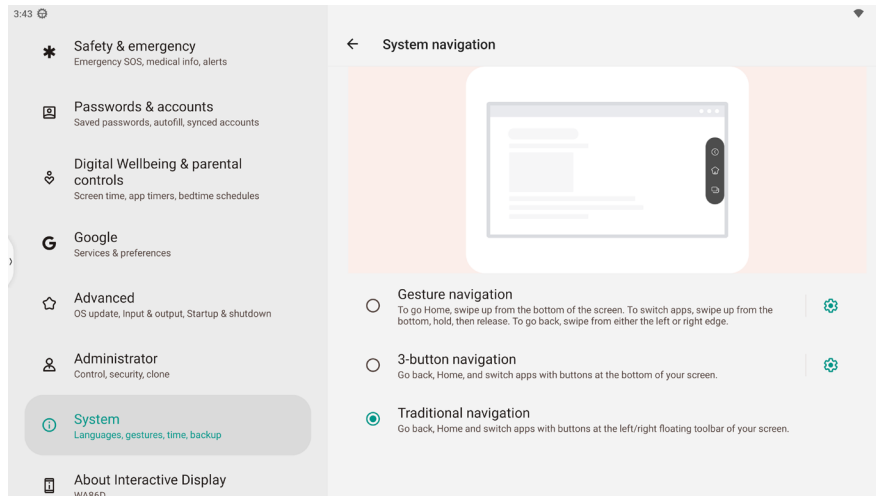 3:43
Safety & emergency
Emergency SOS, medical info, alerts
Passwords & accounts
Saved passwords, autofill, synced accounts
Digital Wellbeing & parental
controls
Screen time, app timers, bedtime schedules
Google
Services & preferences
Advanced
OS update, Input & output, Startup & shutdown
Administrator
Control, security, clone
System
Languages, gestures, time, backup
About Interactive Display
WA86D
System navigation
Gesture navigation
To go Home, swipe up from the bottom of the screen. To switch apps, swipe up from the
bottom, hold, then release. To go back, swipe from either the left or right edge.
3-button navigation
Go back, Home, and switch apps with buttons at the bottom of your screen.
Traditional navigation
Go back, Home and switch apps with buttons at the left/right floating toolbar of your screen.